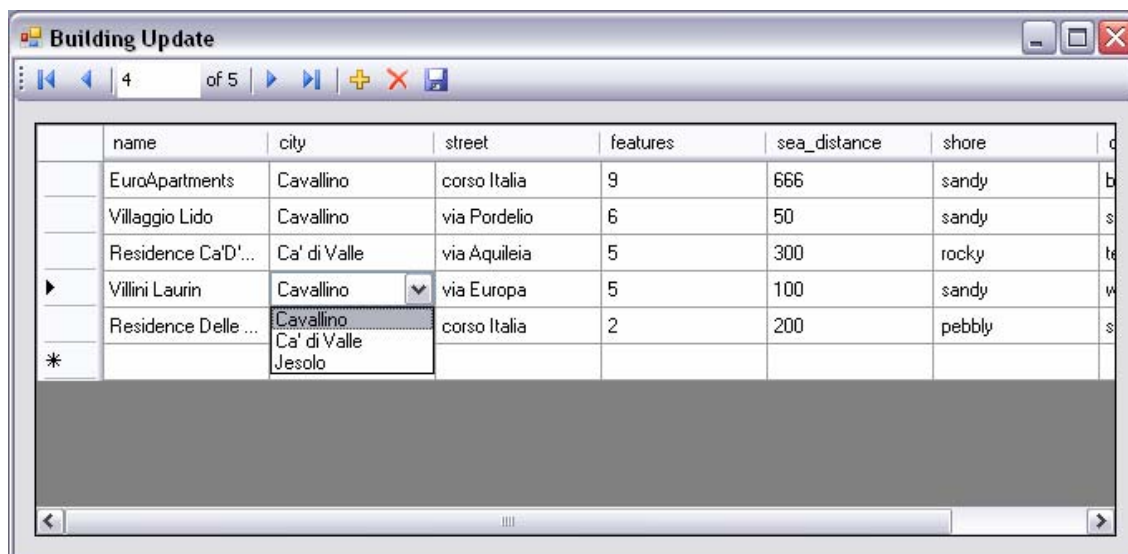 Building Update
4 of 5
name city street features sea_distance shore
EuroApartments Cavallino corso Italia 9 666 sandy b
Villaggio Lido Cavallino via Pordelio 6 50 sandy s
Residence Ca'D'... Ca' di Valle via Aquileia 5 300 rocky te
Villini Laurin Cavallino via Europa 5 100 sandy w
Residence Delle ... Cavallino corso Italia 2 200 pebbly s
Ca' di Valle
Jesolo